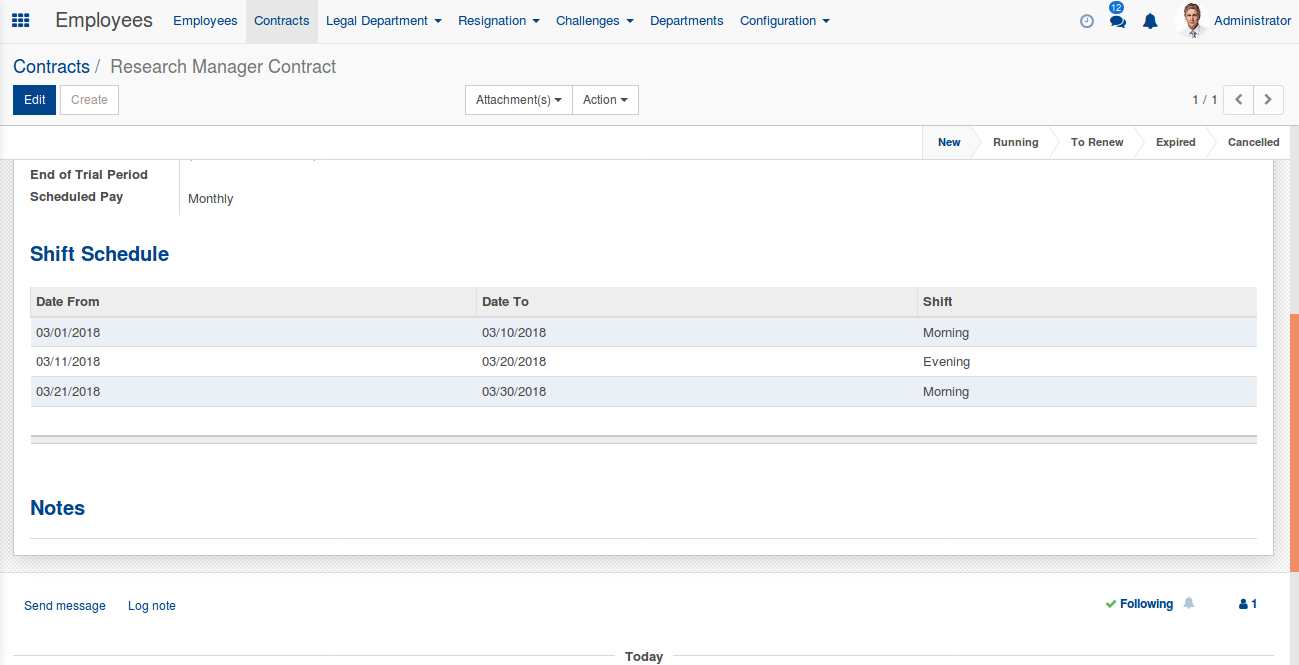 Employees Employees Contracts Legal Department Resignation Challenges Departments Configuration 12 Administrator
Contracts / Research Manager Contract
Edit Create Attachment(s) Action 1 / 1
New Running To Renew Expired Cancelled
End of Trial Period
Scheduled Pay Monthly
Shift Schedule
Date From Date To Shift
03/01/2018 03/10/2018 Morning
03/11/2018 03/20/2018 Evening
03/21/2018 03/30/2018 Morning
Notes
Send message Log note Following 1
Today